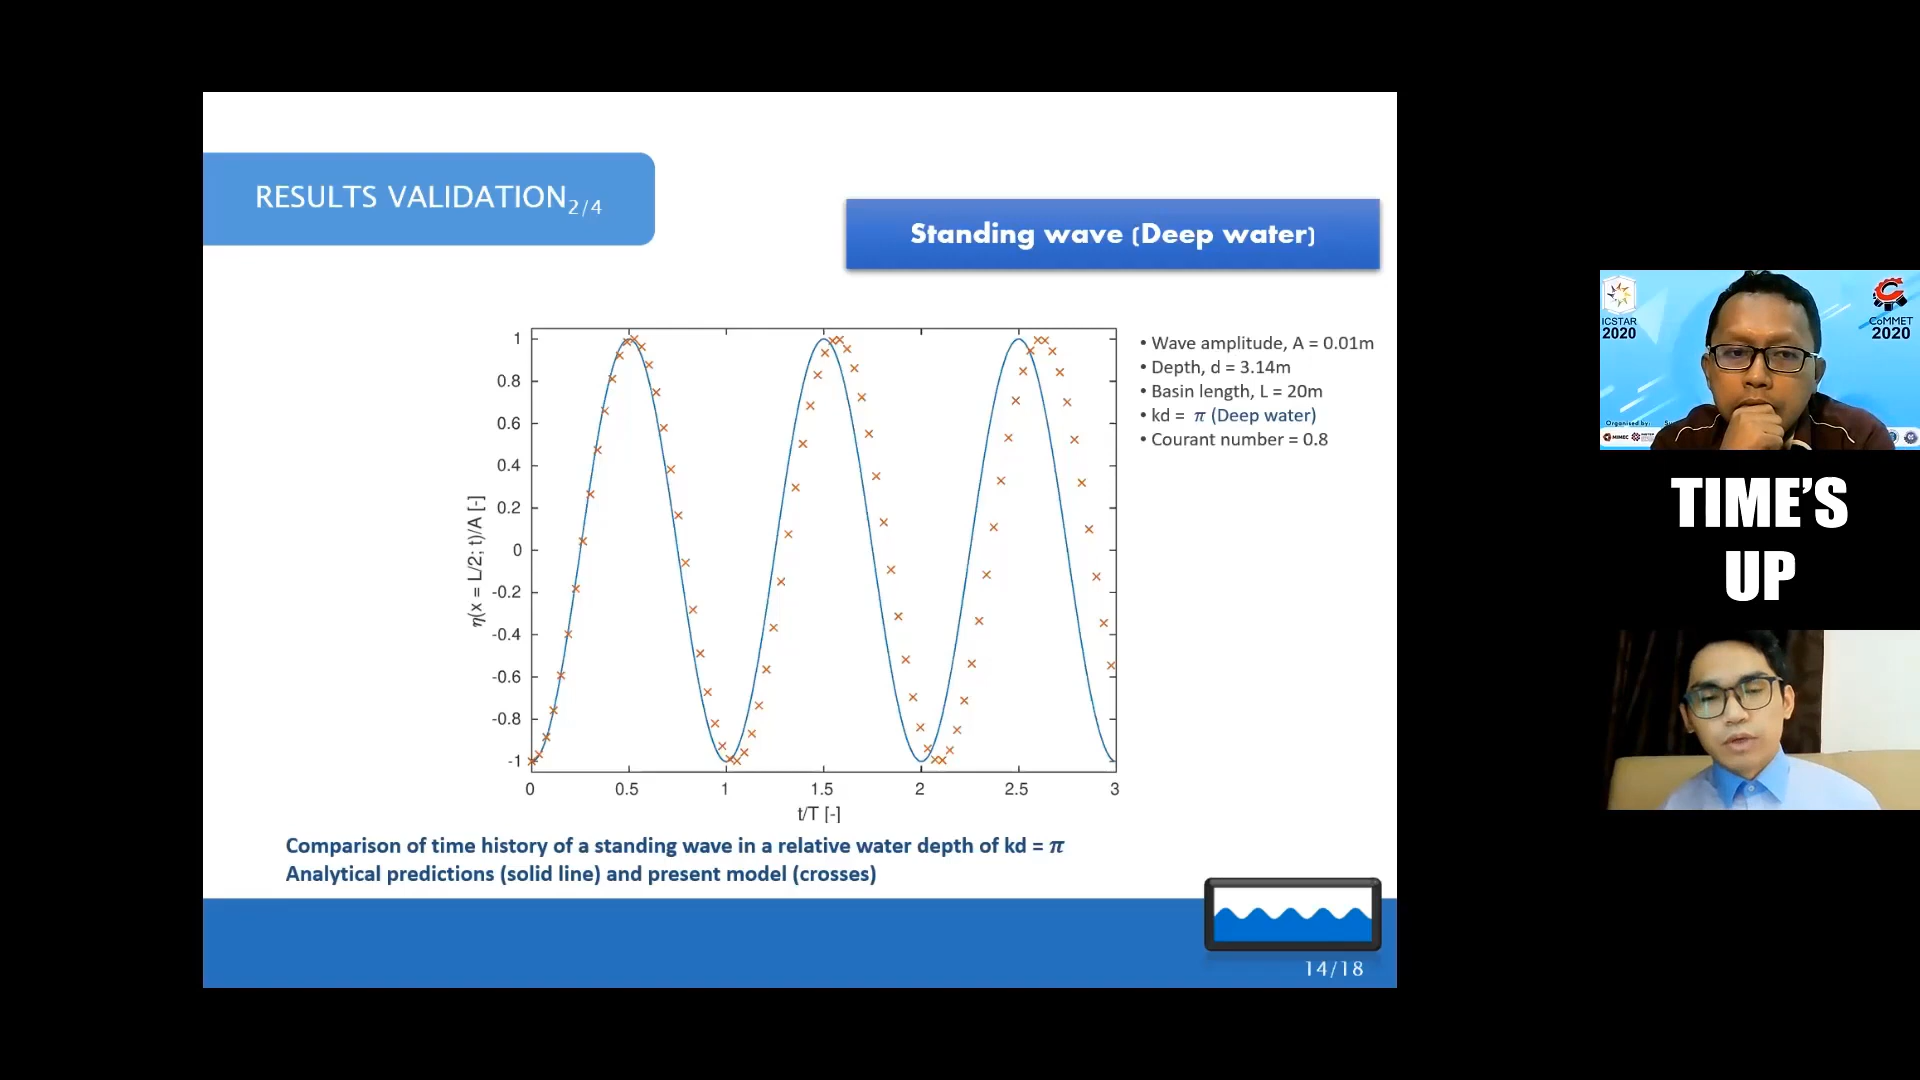 RESULTS VALIDATION2/4
Standing wave (Deep water)
1
0.8
0.6
0.4
0.2
0
-0.2
-0.4
-0.6
-0.8
-1
η(x = L/2; t)/A [-]
0 0.5 1 1.5 2 2.5 3
t/T [-]
• Wave amplitude, A = 0.01m
• Depth, d = 3.14m
• Basin length, L = 20m
• kd = π (Deep water)
• Courant number = 0.8
Comparison of time history of a standing wave in a relative water depth of kd = π
Analytical predictions (solid line) and present model (crosses)
14/18
ICSTAR
2020
CoMMET
2020
Organised by:
MIMEC
TIME'S
UP